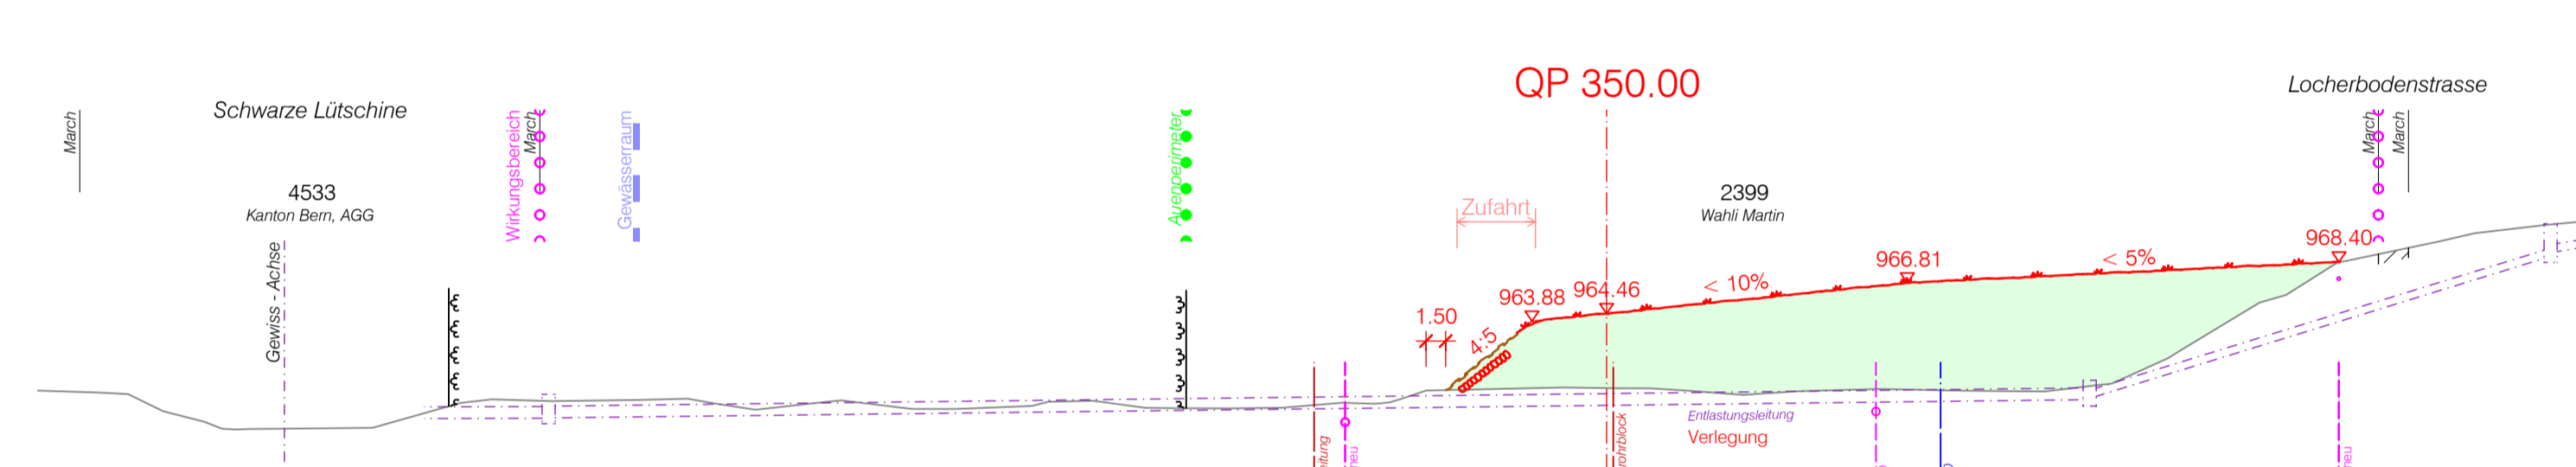 QP 350.00
Schwarze Lütschine
Locherbodenstrasse
March
Wirkungsbereich
March
Gewässerraum
Auenperimeter
March
March
4533
Kanton Bern, AGG
Zufahrt
2399
Wahli Martin
Gewiss - Achse
968.40
966.81
< 5%
963.88
964.46
< 10%
1.50
4:5
Entlastungsleitung
Verlegung
neu
neu